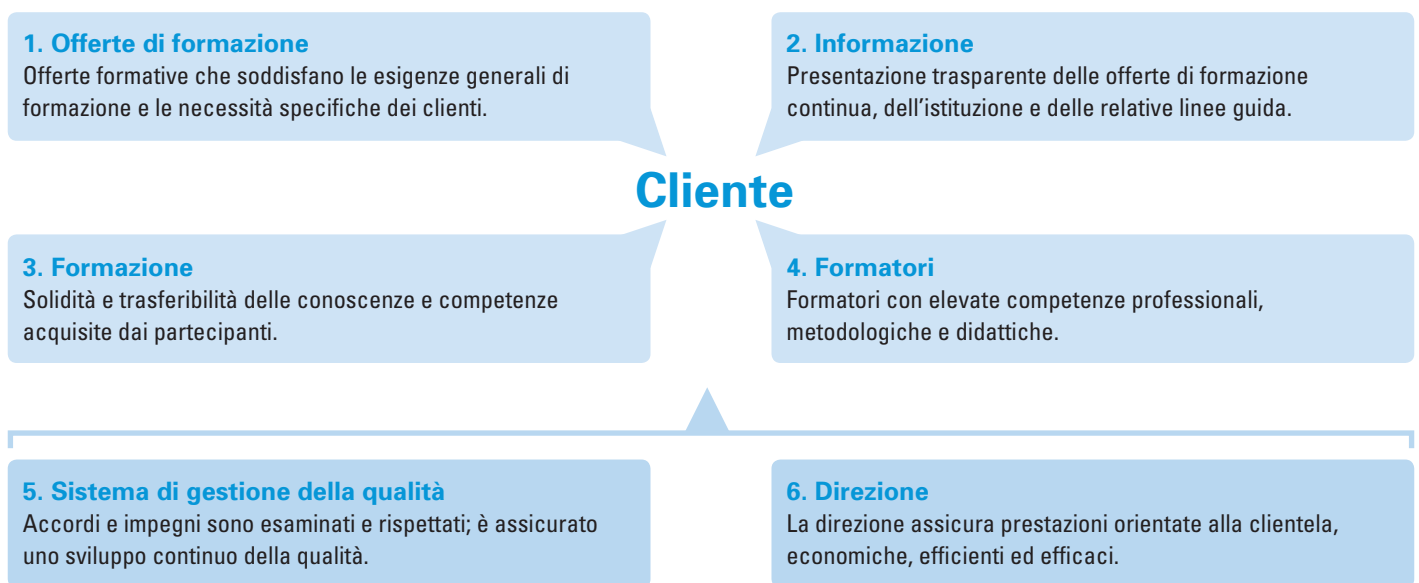 1. Offerte di formazione
Offerte formative che soddisfano le esigenze generali di
formazione e le necessità specifiche dei clienti.
2. Informazione
Presentazione trasparente delle offerte di formazione
continua, dell’istituzione e delle relative linee guida.
Cliente
3. Formazione
Solidità e trasferibilità delle conoscenze e competenze
acquisite dai partecipanti.
4. Formatori
Formatori con elevate competenze professionali,
metodologiche e didattiche.
5. Sistema di gestione della qualità
Accordi e impegni sono esaminati e rispettati; è assicurato
uno sviluppo continuo della qualità.
6. Direzione
La direzione assicura prestazioni orientate alla clientela,
economiche, efficienti ed efficaci.